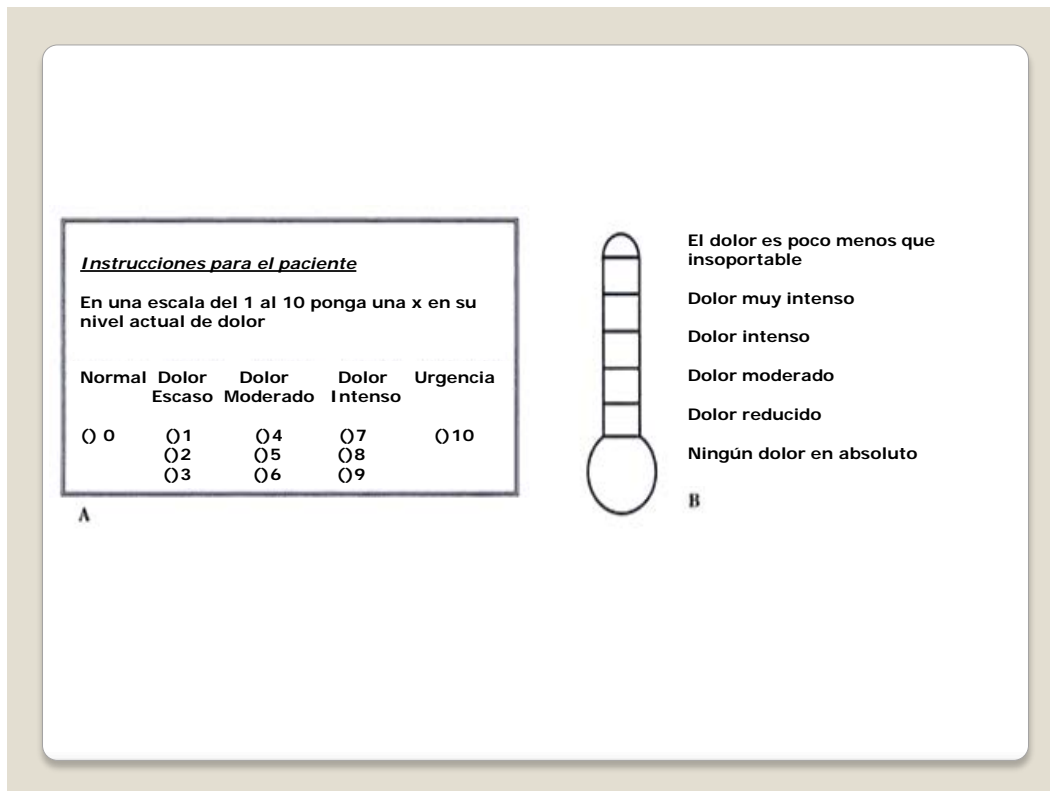 Instrucciones para el paciente
En una escala del 1 al 10 ponga una x en su
nivel actual de dolor
Normal Dolor Dolor Dolor Urgencia
Escaso Moderado Intenso
() 0 ()1 ()4 ()7 ()10
()2 ()5 ()8
()3 ()6 ()9
A
El dolor es poco menos que
insoportable
Dolor muy intenso
Dolor intenso
Dolor moderado
Dolor reducido
Ningún dolor en absoluto
B